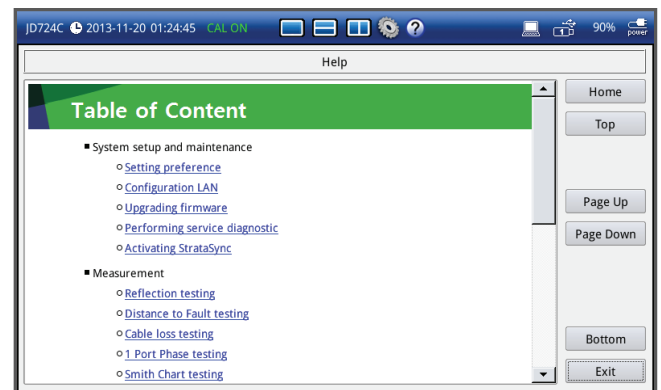 JD724C 2013-11-20 01:24:45 CAL ON 1 90% power
Help
Table of Content
System setup and maintenance
Setting preference
Configuration LAN
Upgrading firmware
Performing service diagnostic
Activating StrataSync
Measurement
Reflection testing
Distance to Fault testing
Cable loss testing
1 Port Phase testing
Smith Chart testing
Home
Top
Page Up
Page Down
Bottom
Exit